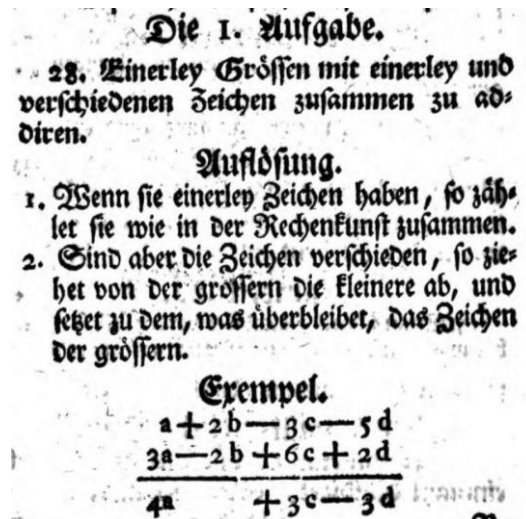 Die 1. Aufgabe.
28. Einerley Grössen mit einerley und
verschiedenen Zeichen zusammen zu ad⸗
diren.
Auflösung.
1. Wenn sie einerley Zeichen haben, so zäh⸗
let sie wie in der Rechenkunst zusammen.
2. Sind aber die Zeichen verschieden, so zie⸗
het von der grössern die kleinere ab, und
setzet zu dem, was überbleibet, das Zeichen
der grössern.
Exempel.
a+2b—3c—5d
3a—2b+6c+2d
4a +3c—3d